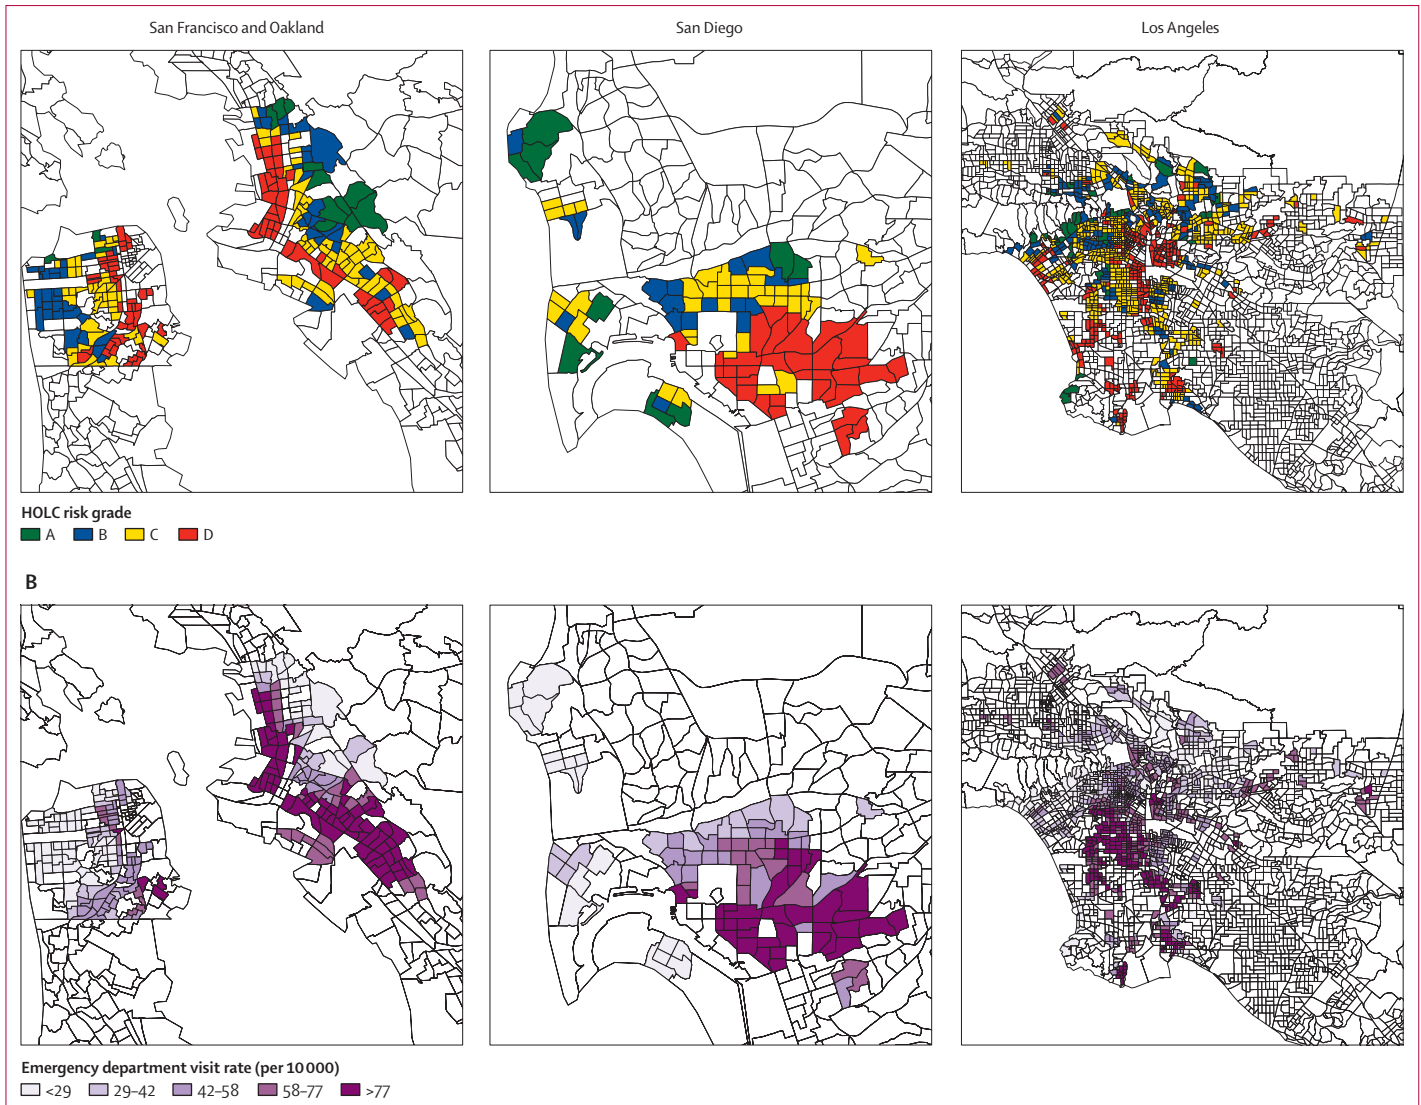 San Francisco and Oakland
San Diego
Los Angeles
HOLC risk grade
A B C D
B
Emergency department visit rate (per 10 000)
<29 29–42 42–58 58–77 >77